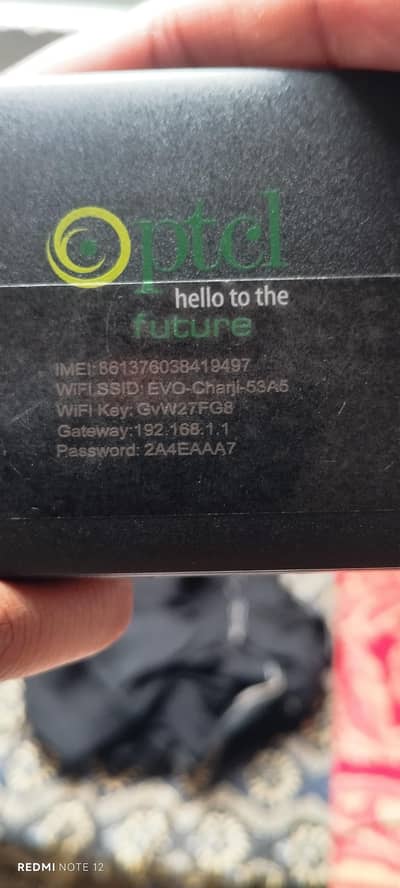 ptcl
hello to the
future
IMEI:861376038419497
WiFi.SSID: EVO-Charji-53A5
WiFi Key: GvW27FG8
Gateway:192.168.1.1
Password: 2A4EAAA7
REDMI NOTE 12